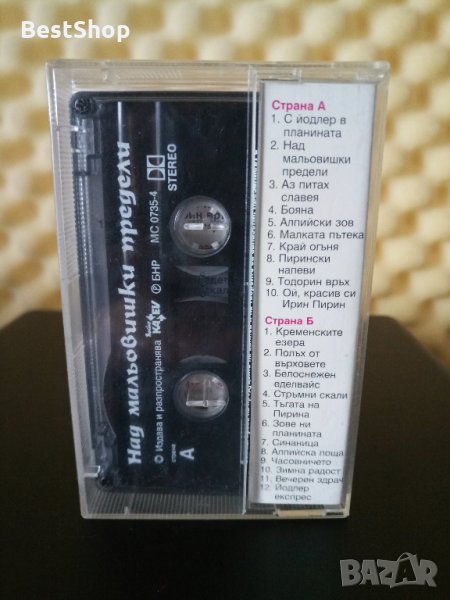 BestShop
Над мальовишки предели
© Издава и разпространява
KA EV
℗ БНР
MC 0735-4
STEREO
страна
A
Страна А
1. С йодлер в
планината
2. Над
мальовишки
предели
3. Аз питах
славея
4. Бояна
5. Алпийски зов
6. Малката пътека
7. Край огъня
8. Пирински
напеви
9. Тодорин връх
10. Ой, красив си
Ирин Пирин
Страна Б
1. Кременските
езера
2. Полъх от
върховете
3. Белоснежен
еделвайс
4. Стръмни скали
5. Тъгата на
Пирина
6. Зове ни
планината
7. Синаница
8. Алпийска поща
9. Часовничето
10. Зимна радост
11. Вечерен здрач
12. Йодлер
експрес
BAZAR